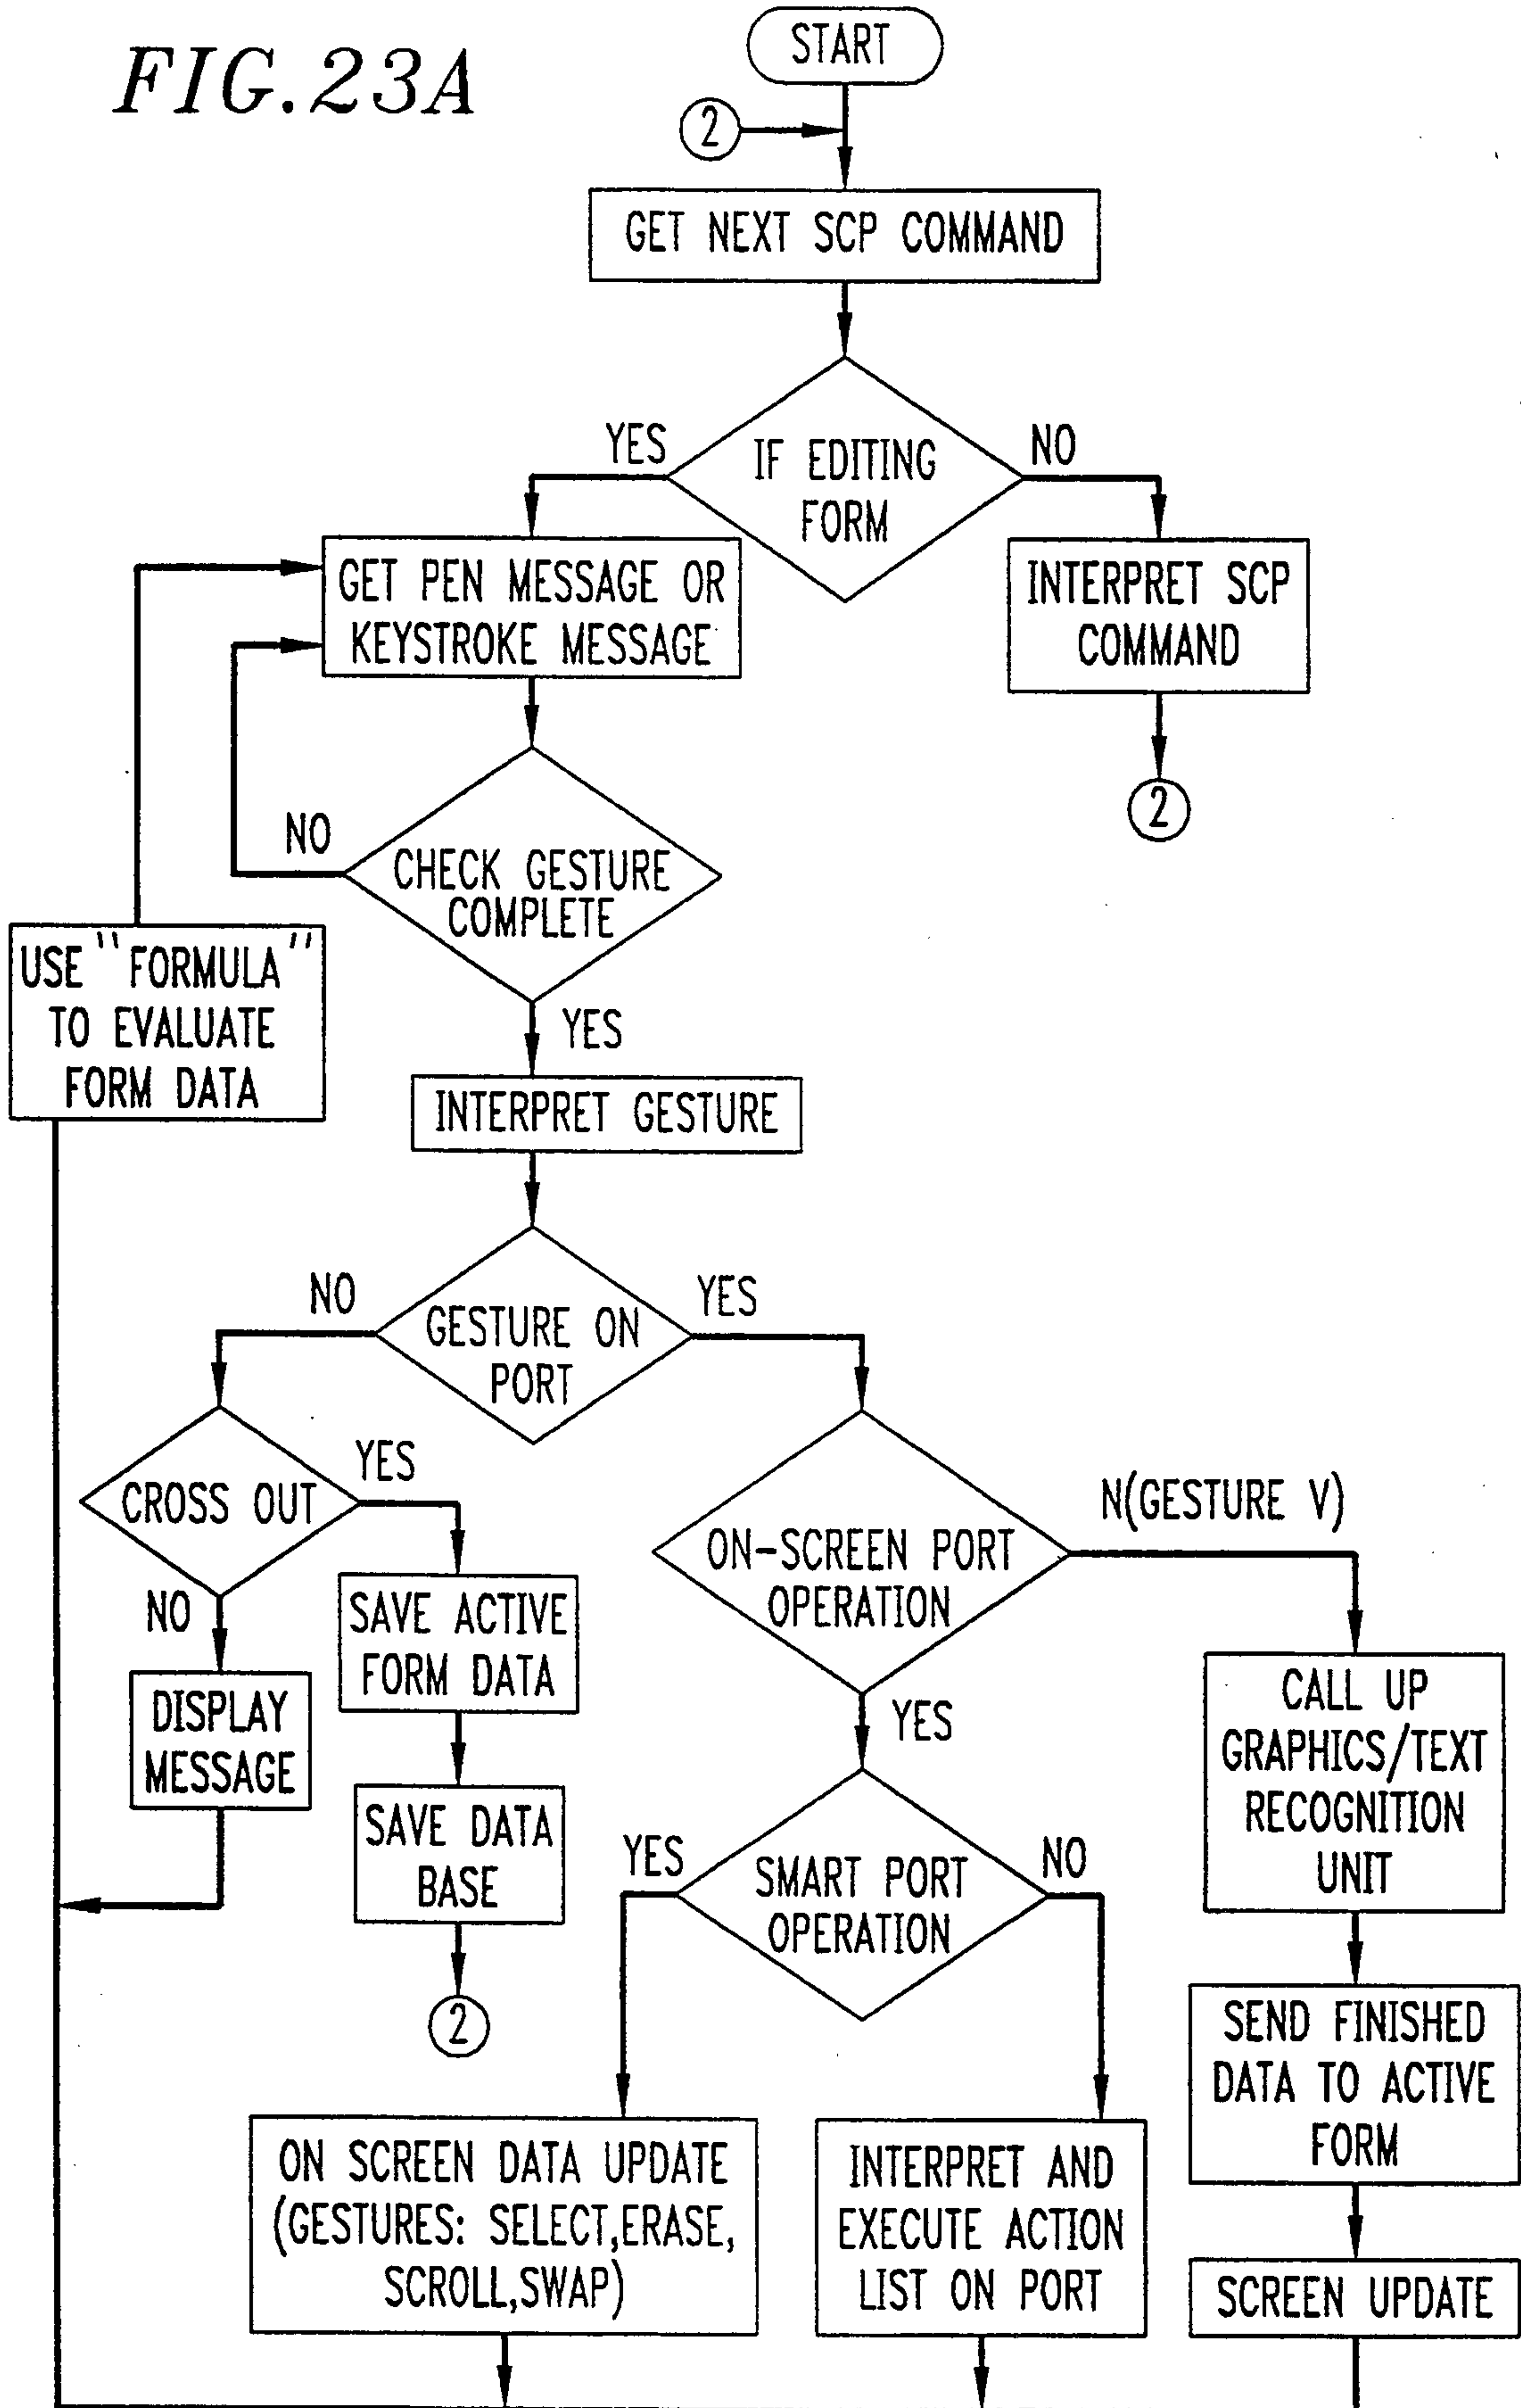 FIG.23A
START
2
GET NEXT SCP COMMAND
YES
IF EDITING
FORM
NO
GET PEN MESSAGE OR
KEYSTROKE MESSAGE
INTERPRET SCP
COMMAND
2
NO
CHECK GESTURE
COMPLETE
USE "FORMULA"
TO EVALUATE
FORM DATA
YES
INTERPRET GESTURE
NO
GESTURE ON
PORT
YES
CROSS OUT
YES
NO
SAVE ACTIVE
FORM DATA
DISPLAY
MESSAGE
SAVE DATA
BASE
2
ON-SCREEN PORT
OPERATION
N(GESTURE V)
YES
CALL UP
GRAPHICS/TEXT
RECOGNITION
UNIT
YES
SMART PORT
OPERATION
NO
SEND FINISHED
DATA TO ACTIVE
FORM
ON SCREEN DATA UPDATE
(GESTURES: SELECT,ERASE,
SCROLL,SWAP)
INTERPRET AND
EXECUTE ACTION
LIST ON PORT
SCREEN UPDATE